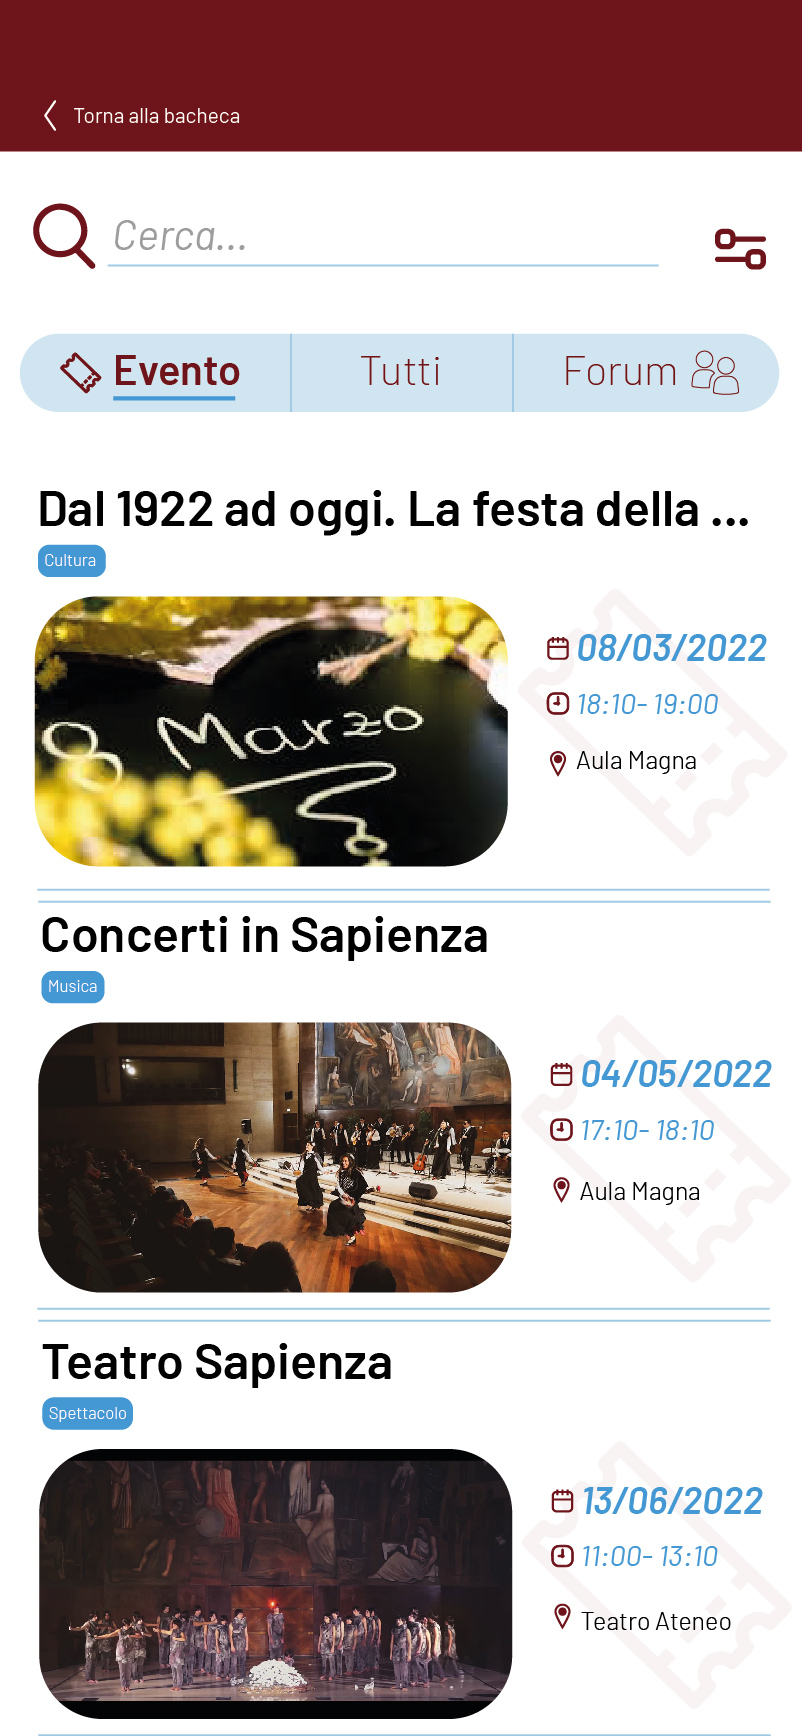 Torna alla bacheca
Cerca...
Evento
Tutti
Forum
Dal 1922 ad oggi. La festa della ...
Cultura
8 Marzo
08/03/2022
18:10- 19:00
Aula Magna
Concerti in Sapienza
Musica
04/05/2022
17:10- 18:10
Aula Magna
Teatro Sapienza
Spettacolo
13/06/2022
11:00- 13:10
Teatro Ateneo